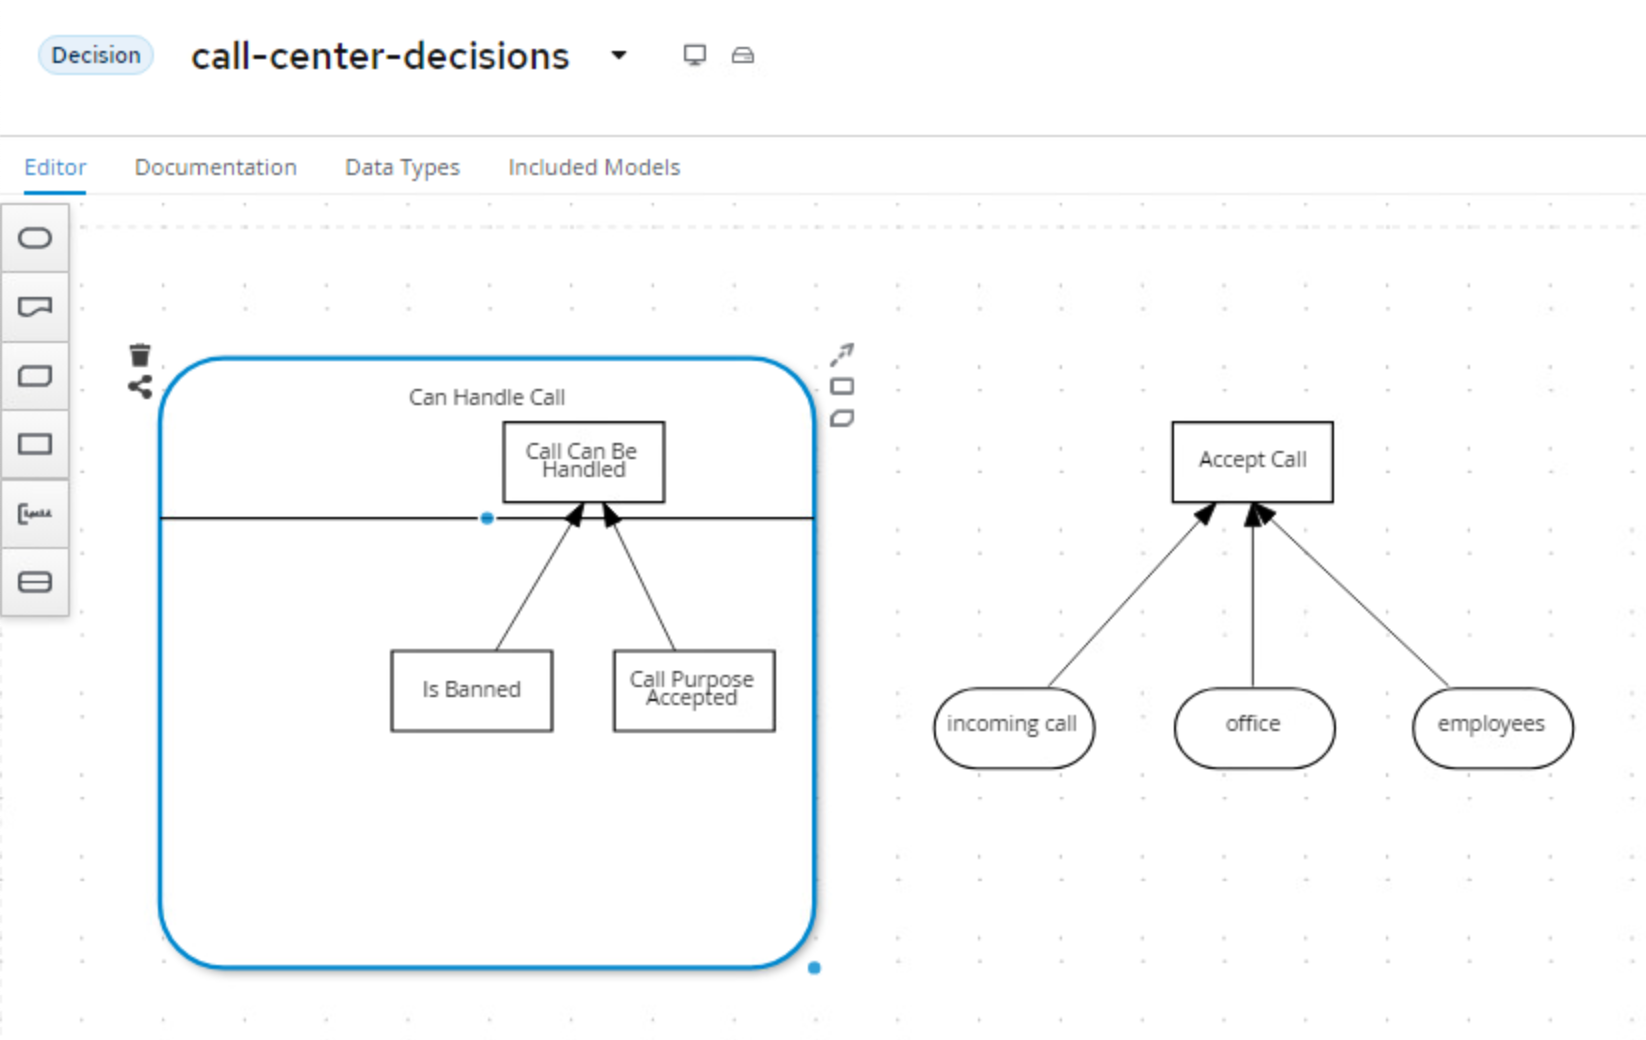 Decision
call-center-decisions
Editor
Documentation
Data Types
Included Models
Can Handle Call
Call Can Be
Handled
Accept Call
Is Banned
Call Purpose
Accepted
incoming call
office
employees